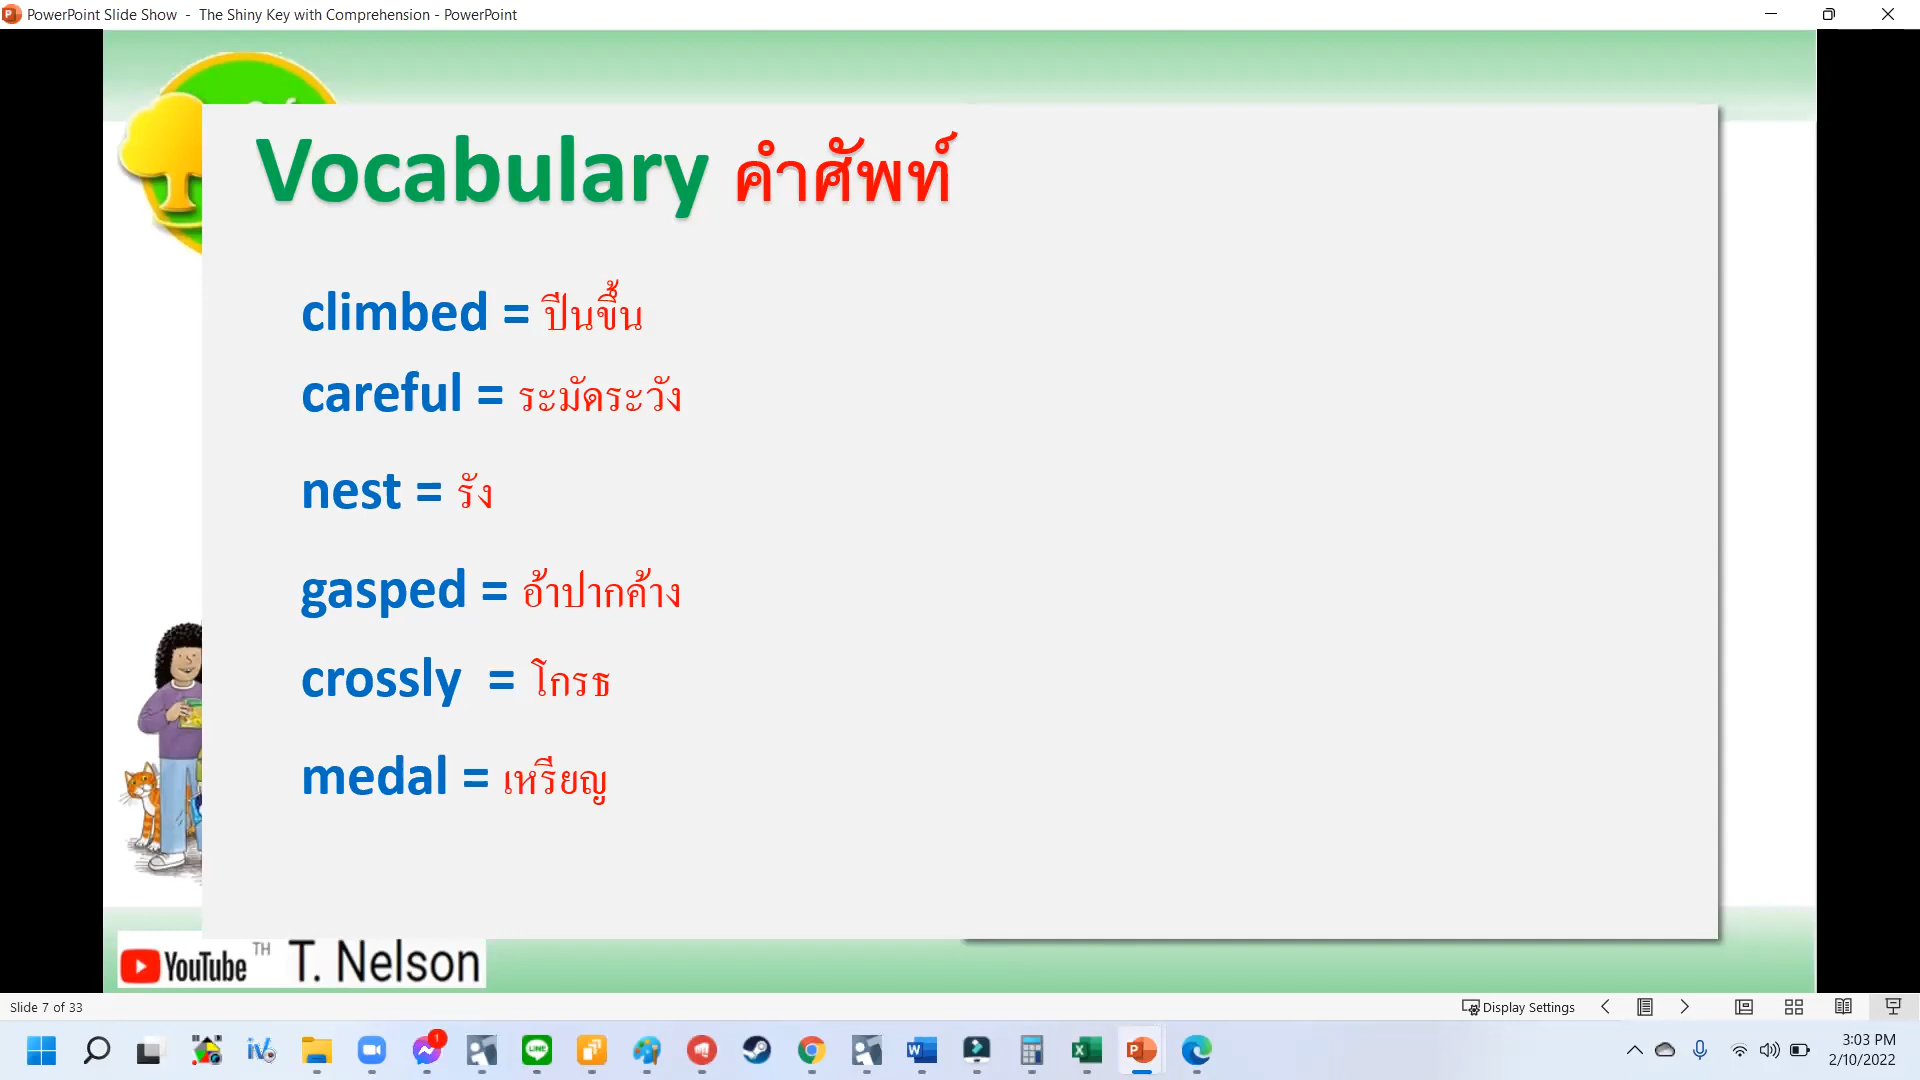 PowerPoint Slide Show - The Shiny Key with Comprehension - PowerPoint
Vocabulary คำศัพท์
climbed = ปีนขึ้น
careful = ระมัดระวัง
nest = รัง
gasped = อ้าปากค้าง
crossly = โกรธ
medal = เหรียญ
YouTube TH T. Nelson
Slide 7 of 33
Display Settings
1
3:03 PM
2/10/2022